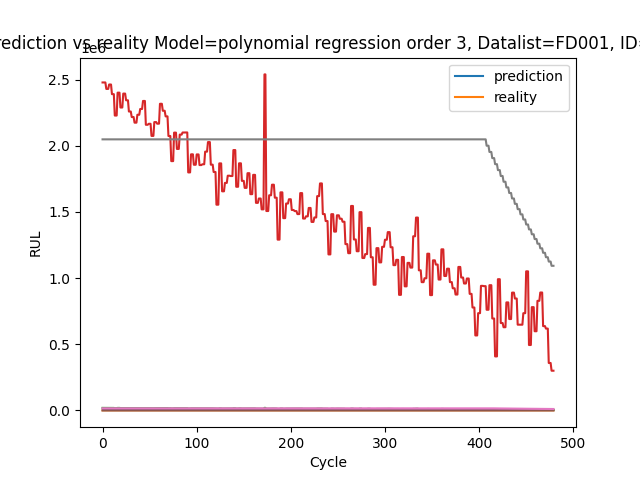 rediction vs reality Model=polynomial regression order 3, Datalist=FD001, ID=
1e6
prediction
reality
2.5
2.0
1.5
1.0
0.5
0.0
RUL
0 100 200 300 400 500
Cycle